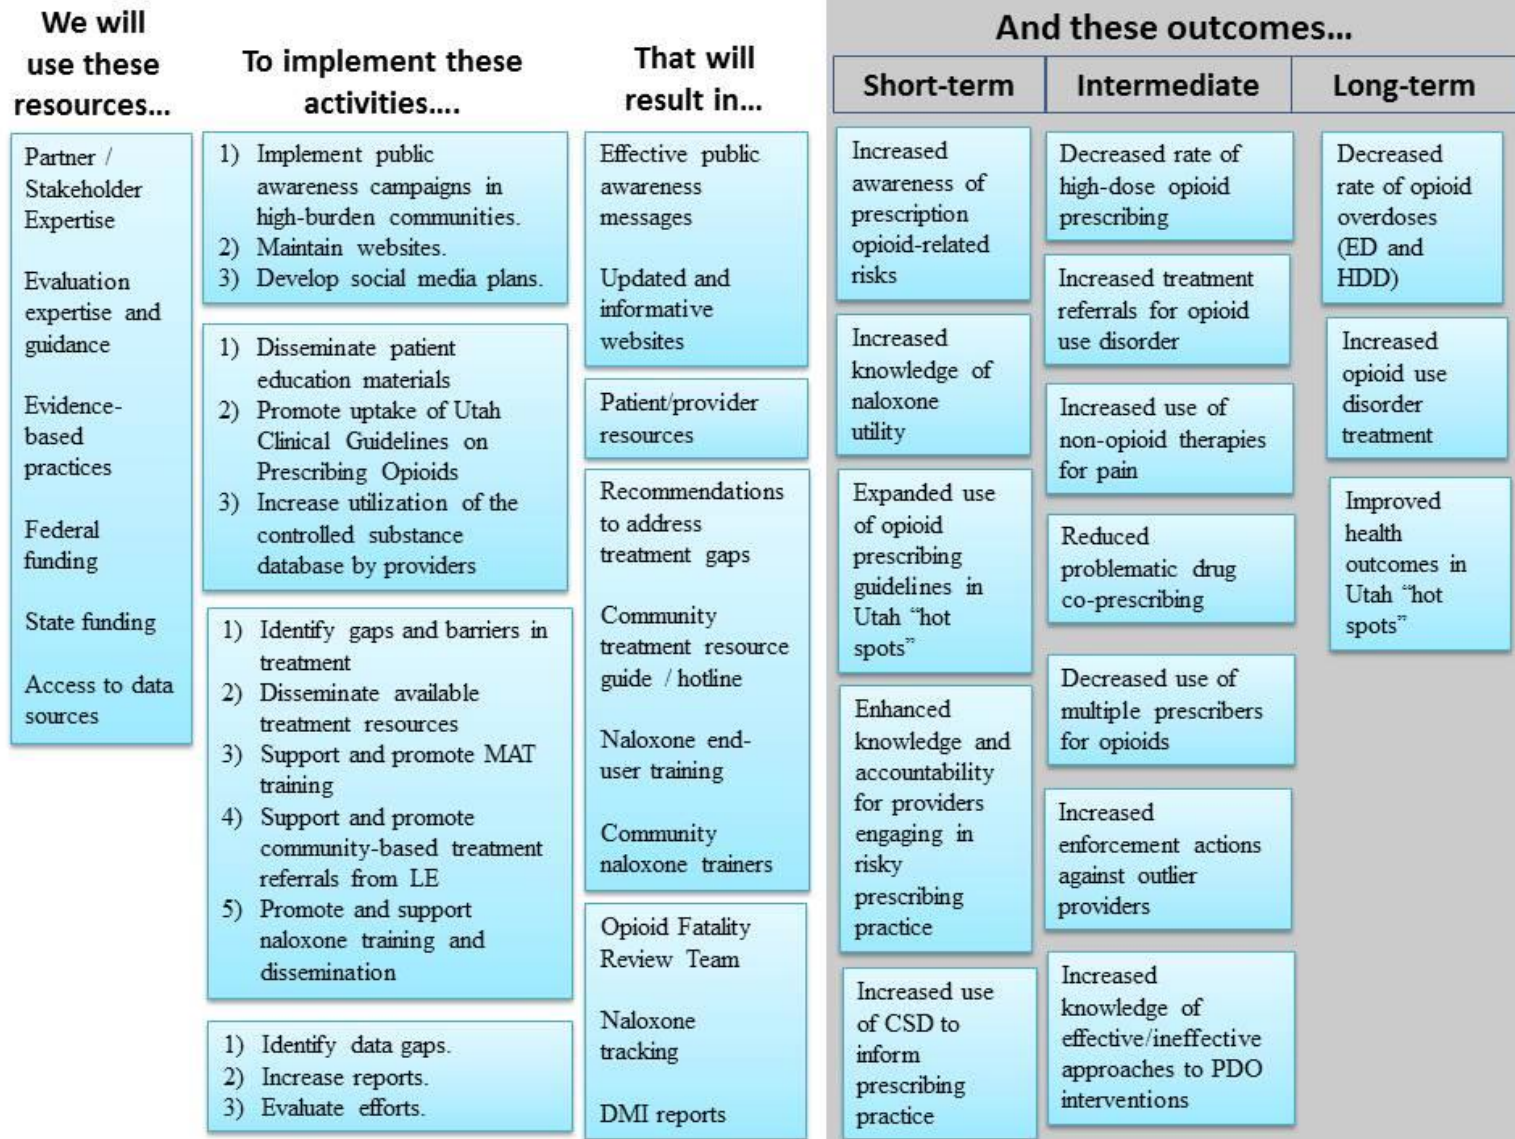 We will
use these
resources…
Partner /
Stakeholder
Expertise
Evaluation
expertise and
guidance
Evidence-
based
practices
Federal
funding
State funding
Access to data
sources
To implement these
activities….
1) Implement public
awareness campaigns in
high-burden communities.
2) Maintain websites.
3) Develop social media plans.
1) Disseminate patient
education materials
2) Promote uptake of Utah
Clinical Guidelines on
Prescribing Opioids
3) Increase utilization of the
controlled substance
database by providers
1) Identify gaps and barriers in
treatment
2) Disseminate available
treatment resources
3) Support and promote MAT
training
4) Support and promote
community-based treatment
referrals from LE
5) Promote and support
naloxone training and
dissemination
1) Identify data gaps.
2) Increase reports.
3) Evaluate efforts.
That will
result in…
Effective public
awareness
messages
Updated and
informative
websites
Patient/provider
resources
Recommendations
to address
treatment gaps
Community
treatment resource
guide / hotline
Naloxone end-
user training
Community
naloxone trainers
Opioid Fatality
Review Team
Naloxone
tracking
DMI reports
And these outcomes…
Short-term
Increased
awareness of
prescription
opioid-related
risks
Increased
knowledge of
naloxone
utility
Expanded use
of opioid
prescribing
guidelines in
Utah “hot
spots”
Enhanced
knowledge and
accountability
for providers
engaging in
risky
prescribing
practice
Increased use
of CSD to
inform
prescribing
practice
Intermediate
Decreased rate of
high-dose opioid
prescribing
Increased treatment
referrals for opioid
use disorder
Increased use of
non-opioid therapies
for pain
Reduced
problematic drug
co-prescribing
Decreased use of
multiple prescribers
for opioids
Increased
enforcement actions
against outlier
providers
Increased
knowledge of
effective/ineffective
approaches to PDO
interventions
Long-term
Decreased
rate of opioid
overdoses
(ED and
HDD)
Increased
opioid use
disorder
treatment
Improved
health
outcomes in
Utah “hot
spots”